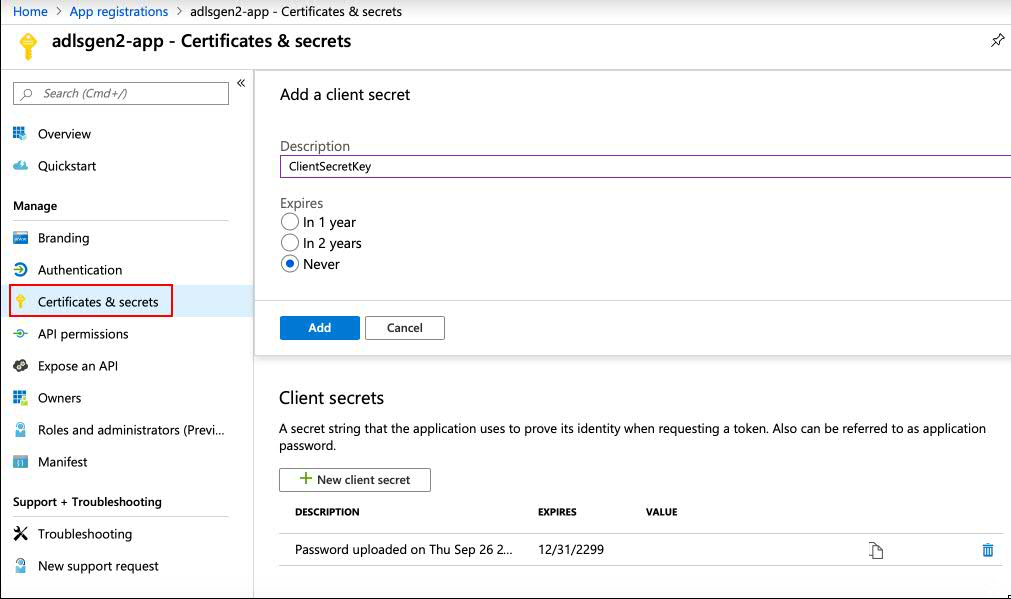 Home > App registrations > adlsgen2-app - Certificates & secrets
adlsgen2-app - Certificates & secrets
Search (Cmd+/)
«
Overview
Quickstart
Manage
Branding
Authentication
Certificates & secrets
API permissions
Expose an API
Owners
Roles and administrators (Previ...
Manifest
Support + Troubleshooting
Troubleshooting
New support request
Add a client secret
Description
ClientSecretKey
Expires
In 1 year
In 2 years
Never
Add Cancel
Client secrets
A secret string that the application uses to prove its identity when requesting a token. Also can be referred to as application
password.
+ New client secret
DESCRIPTION EXPIRES VALUE
Password uploaded on Thu Sep 26 2... 12/31/2299